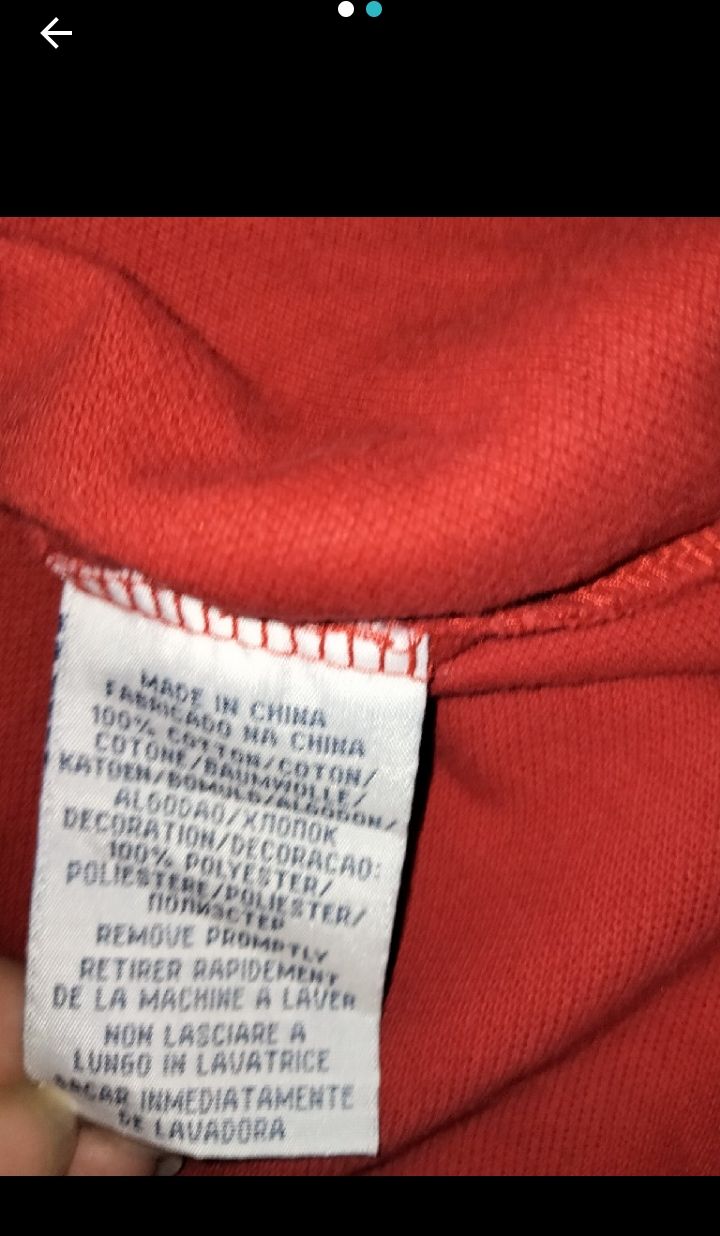 MADE IN CHINA
FABRICADO NA CHINA
100% COTTON/COTON/
COTONE/BAUMWOLLE/
KATOEN/BOMULD/ALGODON/
ALGODAO/ХЛОПОК
DECORATION/DECORACAO:
100% POLYESTER/
POLIESTERE/POLIESTER/
ПОЛИЭСТЕР
REMOVE PROMPTLY
RETIRER RAPIDEMENT
DE LA MACHINE A LAVER
NON LASCIARE A
LUNGO IN LAVATRICE
SACAR INMEDIATAMENTE
DE LAVADORA